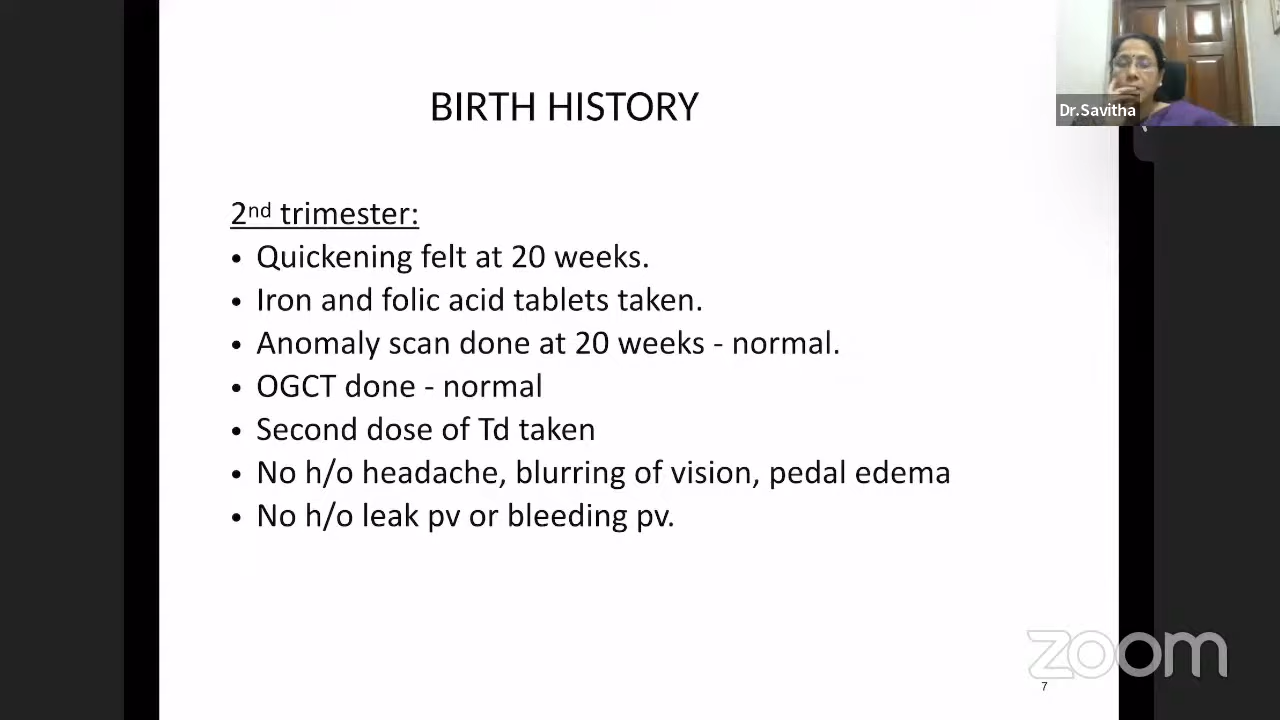 BIRTH HISTORY
Dr.Savitha
2nd trimester:
• Quickening felt at 20 weeks.
• Iron and folic acid tablets taken.
• Anomaly scan done at 20 weeks - normal.
• OGCT done - normal
• Second dose of Td taken
• No h/o headache, blurring of vision, pedal edema
• No h/o leak pv or bleeding pv.
zoom
7